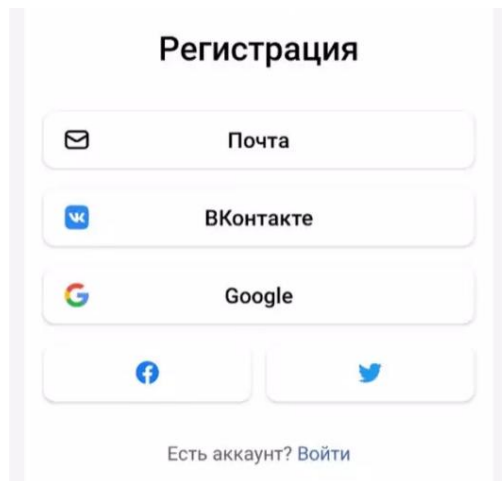 Регистрация
Почта
ВКонтакте
Google
Есть аккаунт? Войти